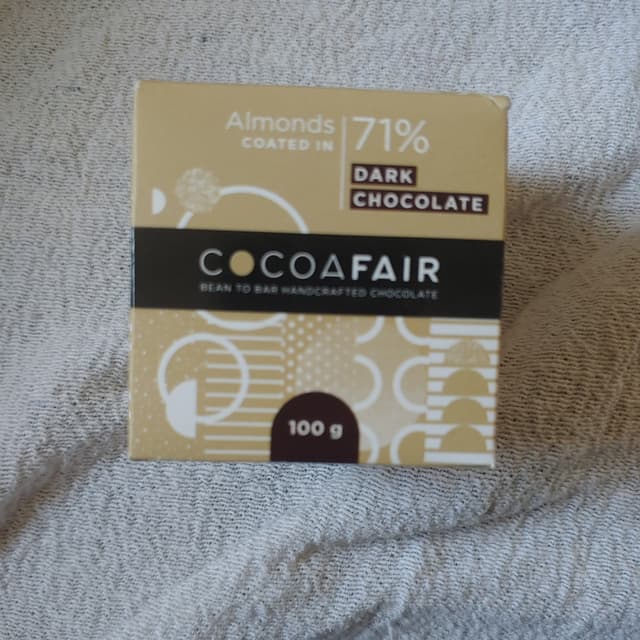 Almonds
COATED IN
71%
DARK
CHOCOLATE
COCOAFAIR
BEAN TO BAR HANDCRAFTED CHOCOLATE
100 g